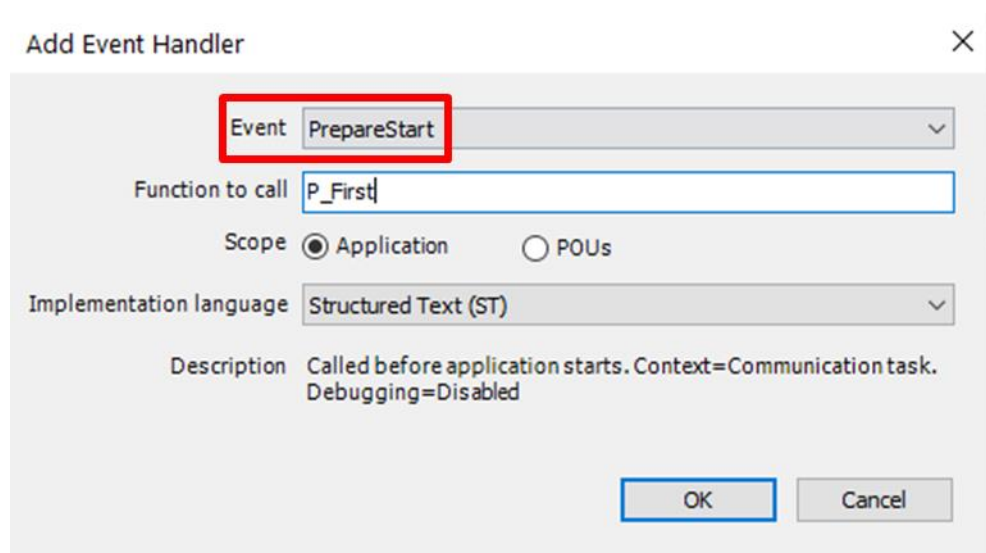 Add Event Handler
Event PrepareStart
Function to call P_First
Scope Application POUs
Implementation language Structured Text (ST)
Description Called before application starts. Context=Communication task.
Debugging=Disabled
OK Cancel